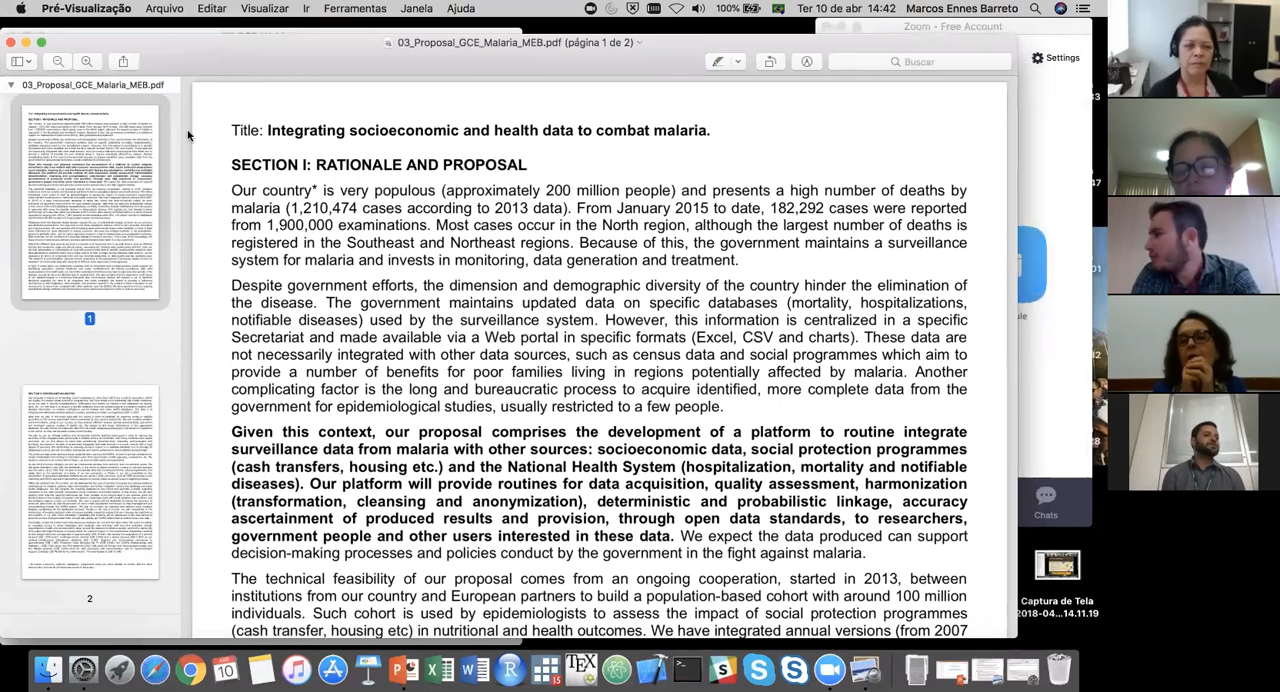 Pré-Visualização Arquivo Editar Visualizar Ir Ferramentas Janela Ajuda 100% Ter 10 de abr 14:42 Marcos Ennes Barreto
Zoom - Free Account
03_Proposal_GCE_Malaria_MEB.pdf (página 1 de 2)
Buscar
Settings
03_Proposal_GCE_Malaria_MEB.pdf
1
2
Title: Integrating socioeconomic and health data to combat malaria.
SECTION I: RATIONALE AND PROPOSAL
Our country* is very populous (approximately 200 million people) and presents a high number of deaths by
malaria (1,210,474 cases according to 2013 data). From January 2015 to date, 182,292 cases were reported
from 1,900,000 examinations. Most cases occur in the North region, although the largest number of deaths is
registered in the Southeast and Northeast regions. Because of this, the government maintains a surveillance
system for malaria and invests in monitoring, data generation and treatment.
Despite government efforts, the dimension and demographic diversity of the country hinder the elimination of
the disease. The government maintains updated data on specific databases (mortality, hospitalizations,
notifiable diseases) used by the surveillance system. However, this information is centralized in a specific
Secretariat and made available via a Web portal in specific formats (Excel, CSV and charts). These data are
not necessarily integrated with other data sources, such as census data and social programmes which aim to
provide a number of benefits for poor families living in regions potentially affected by malaria. Another
complicating factor is the long and bureaucratic process to acquire identified, more complete data from the
government for epidemiological studies, usually restricted to a few people.
Given this context, our proposal comprises the development of a platform to routine integrate
surveillance data from malaria with other sources: socioeconomic data, social protection programmes
(cash transfers, housing etc.) and the National Health System (hospitalization, mortality and notifiable
diseases). Our platform will provide routines for data acquisition, quality assessment, harmonization
(transformation, cleansing and anonymization), deterministic and probabilistic linkage, accuracy
ascertainment of produced results and provision, through open data standards, to researchers,
government people and other users interested in these data. We expect the data produced can support
decision-making processes and policies conduct by the government in the fight against malaria.
The technical feasibility of our proposal comes from an ongoing cooperation, started in 2013, between
institutions from our country and European partners to build a population-based cohort with around 100 million
individuals. Such cohort is used by epidemiologists to assess the impact of social protection programmes
(cash transfer, housing etc) in nutritional and health outcomes. We have integrated annual versions (from 2007
Chats
Captura de Tela
2018-04....14.11.19